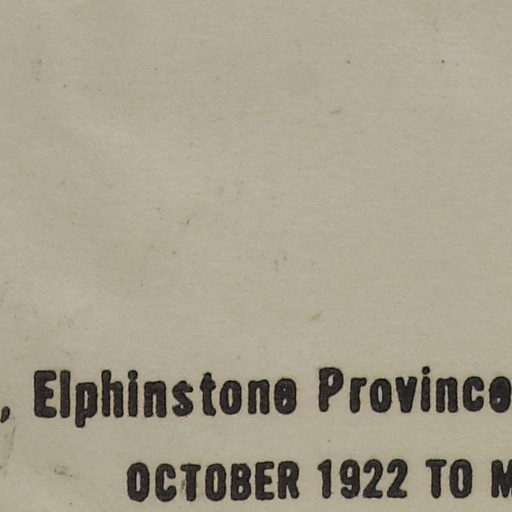 , Elphinstone Province
OCTOBER 1922 TO M